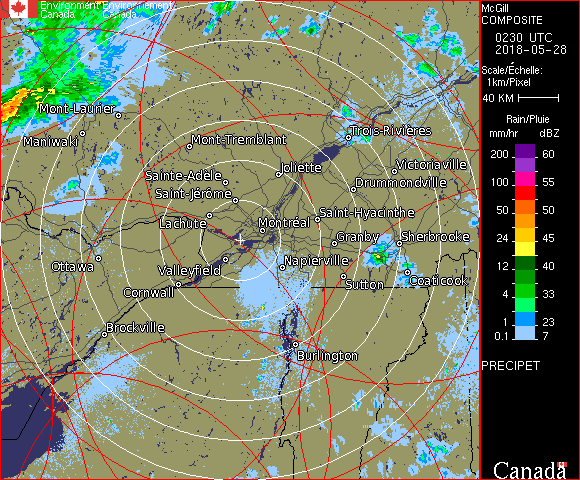 Environment Environnement
Canada Canada
McGill
COMPOSITE
0230 UTC
2018-05-28
Scale/Échelle:
1km/Pixel
40 KM
Rain/Pluie
mm/hr dBZ
200 60
100 55
50 50
24 45
12 40
4 33
1 23
0.1 7
PRECIPET
Canada
Mont-Laurier
Maniwaki
Mont-Tremblant
Trois-Rivières
Joliette
Victoriaville
Sainte-Adèle
Drummondville
Saint-Jérôme
Saint-Hyacinthe
Lachute
Montréal
Granby
Sherbrooke
Ottawa
Valleyfield
Napierville
Cornwall
Sutton
Coaticook
Brockville
Burlington